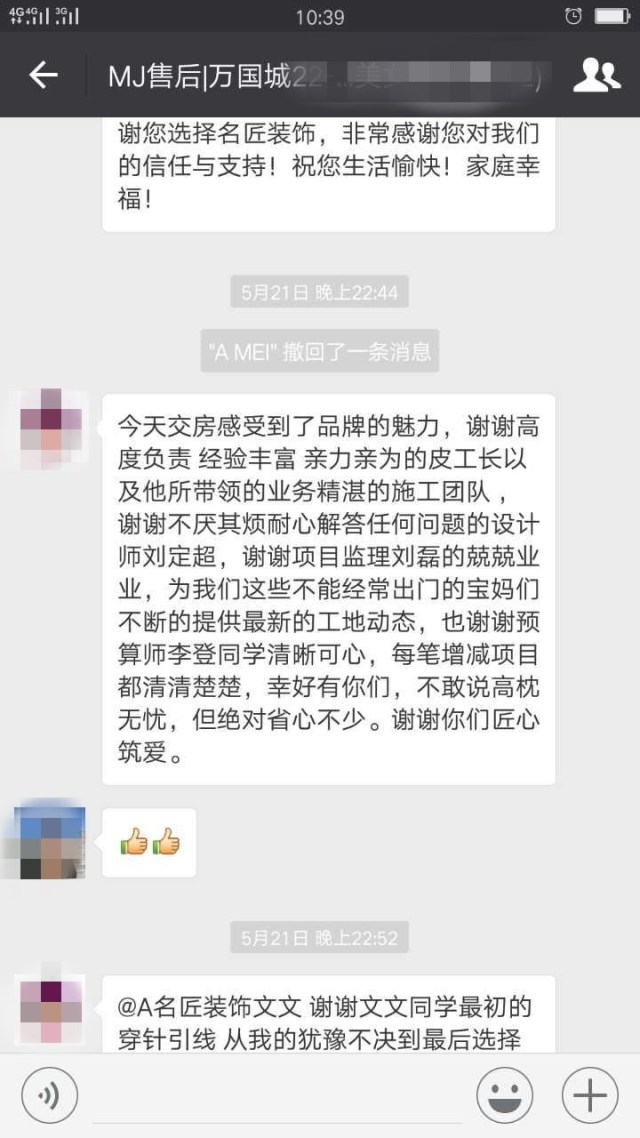 4G 4G 3G 10:39
MJ售后|万国城22
谢您选择名匠装饰，非常感谢您对我们
的信任与支持！祝您生活愉快！家庭幸
福！
5月21日 晚上22:44
"A MEI" 撤回了一条消息
今天交房感受到了品牌的魅力，谢谢高
度负责 经验丰富 亲力亲为的皮工长以
及他所带领的业务精湛的施工团队，
谢谢不厌其烦耐心解答任何问题的设计
师刘定超，谢谢项目监理刘磊的兢兢业
业，为我们这些不能经常出门的宝妈们
不断的提供最新的工地动态，也谢谢预
算师李登同学清晰可心，每笔增减项目
都清清楚楚，幸好有你们，不敢说高枕
无忧，但绝对省心不少。谢谢你们匠心
筑爱。
5月21日 晚上22:52
@A名匠装饰文文 谢谢文文同学最初的
穿针引线 从我的犹豫不决到最后选择